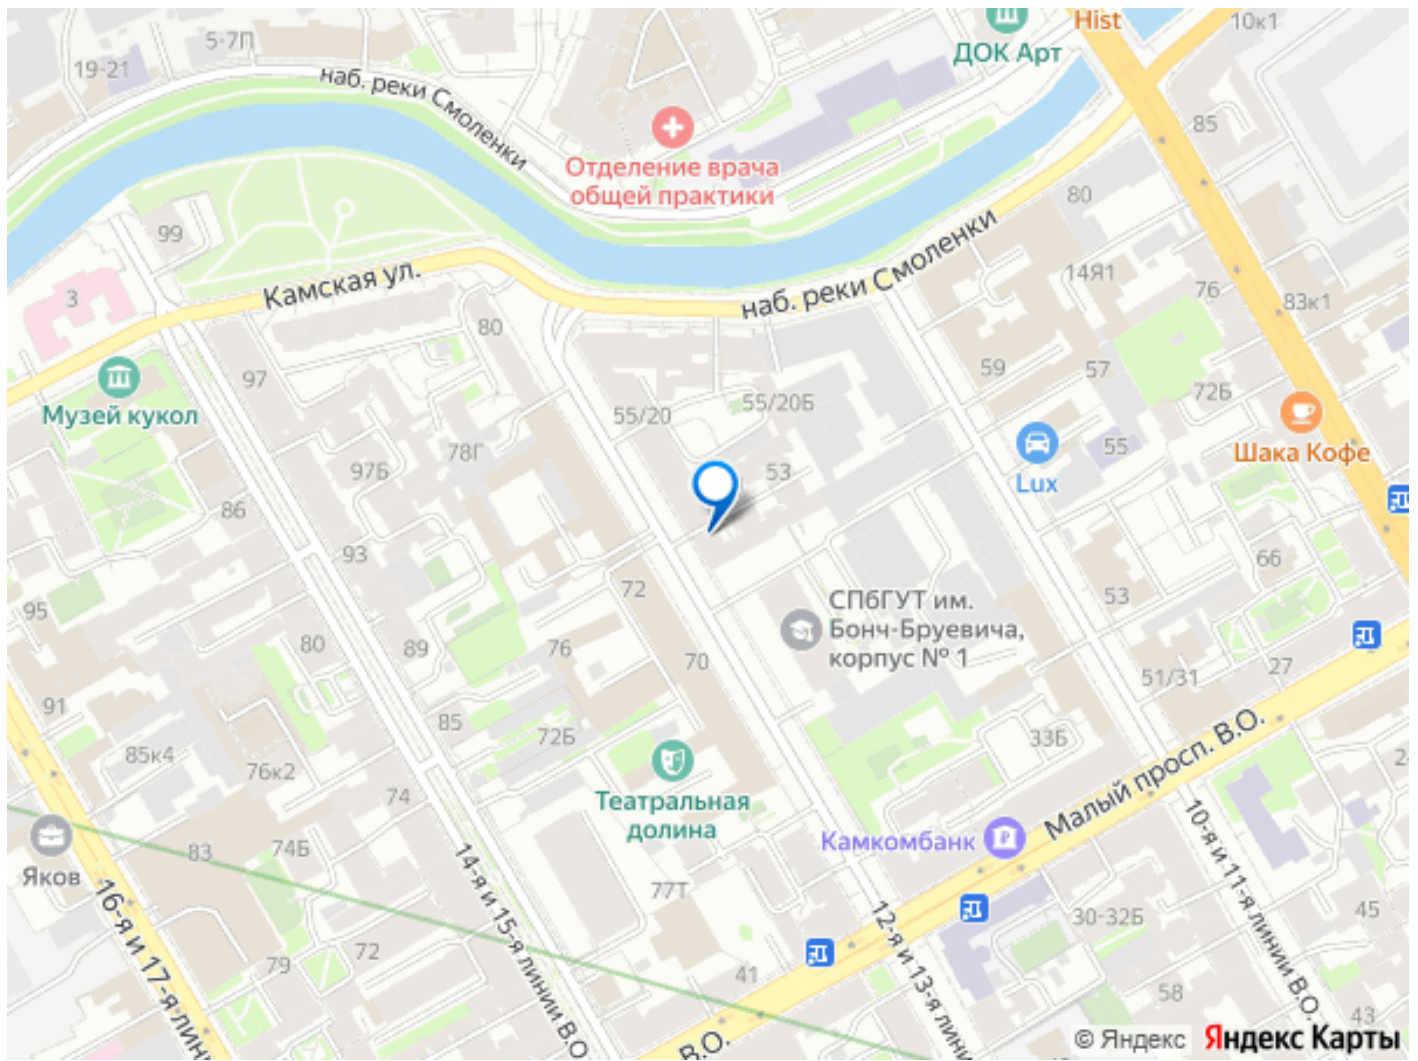 Hist
10к1
5-7П
ДОК Арт
19-21
наб. реки Смоленки
85
Отделение врача
общей практики
80
99
наб. реки Смоленки
14Я1
Камская ул.
76
3
83к1
80
59
57
97
72Б
Музей кукол
55/20
55/20Б
Шака Кофе
78Г
55
97Б
53
Lux
86
93
66
72
53
95
СПбГУТ им.
Бонч-Бруевича,
корпус № 1
80
89
76
70
51/31
27
91
85
72Б
33Б
85к4
76к2
Малый просп. В.О.
74
Театральная
долина
Камкомбанк
10-я и 11-я линии В.О.
83
74Б
Яков
14-я и 15-я линии В.О.
77Т
16-я и 17-я лини
12-я и 13-я линии
30-32Б
45
72
79
41
58
43
24
В.О.
© Яндекс Яндекс Карты